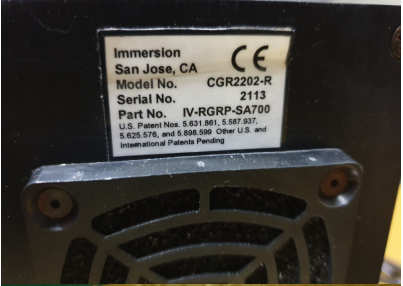 Immersion
San Jose, CA CE
Model No. CGR2202-R
Serial No. 2113
Part No. IV-RGRP-SA700
U.S. Patent Nos. 5.631.861, 5.587.937,
5.625.576, and 5.898.599 Other U.S. and
International Patents Pending